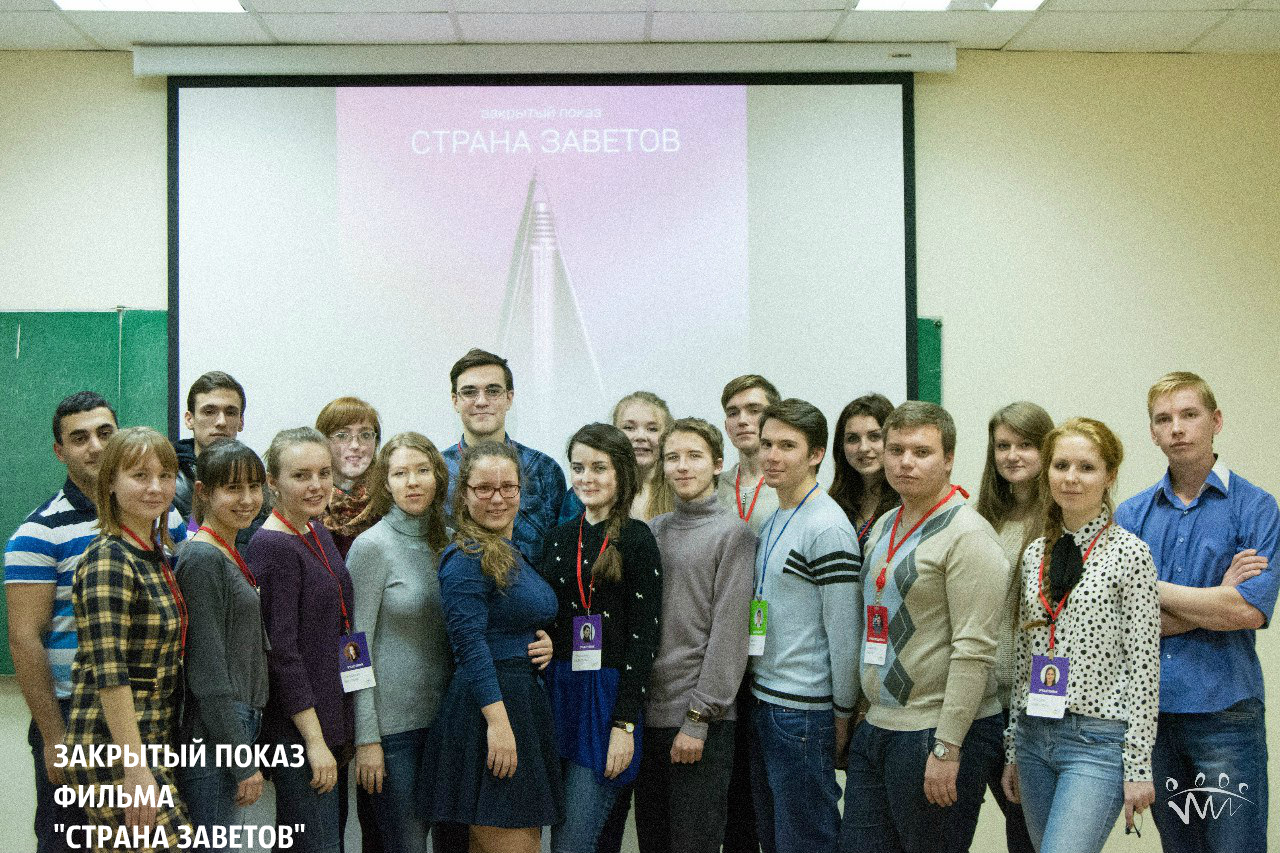 закрытый показ
СТРАНА ЗАВЕТОВ
ЗАКРЫТЫЙ ПОКАЗ
ФИЛЬМА
"СТРАНА ЗАВЕТОВ"